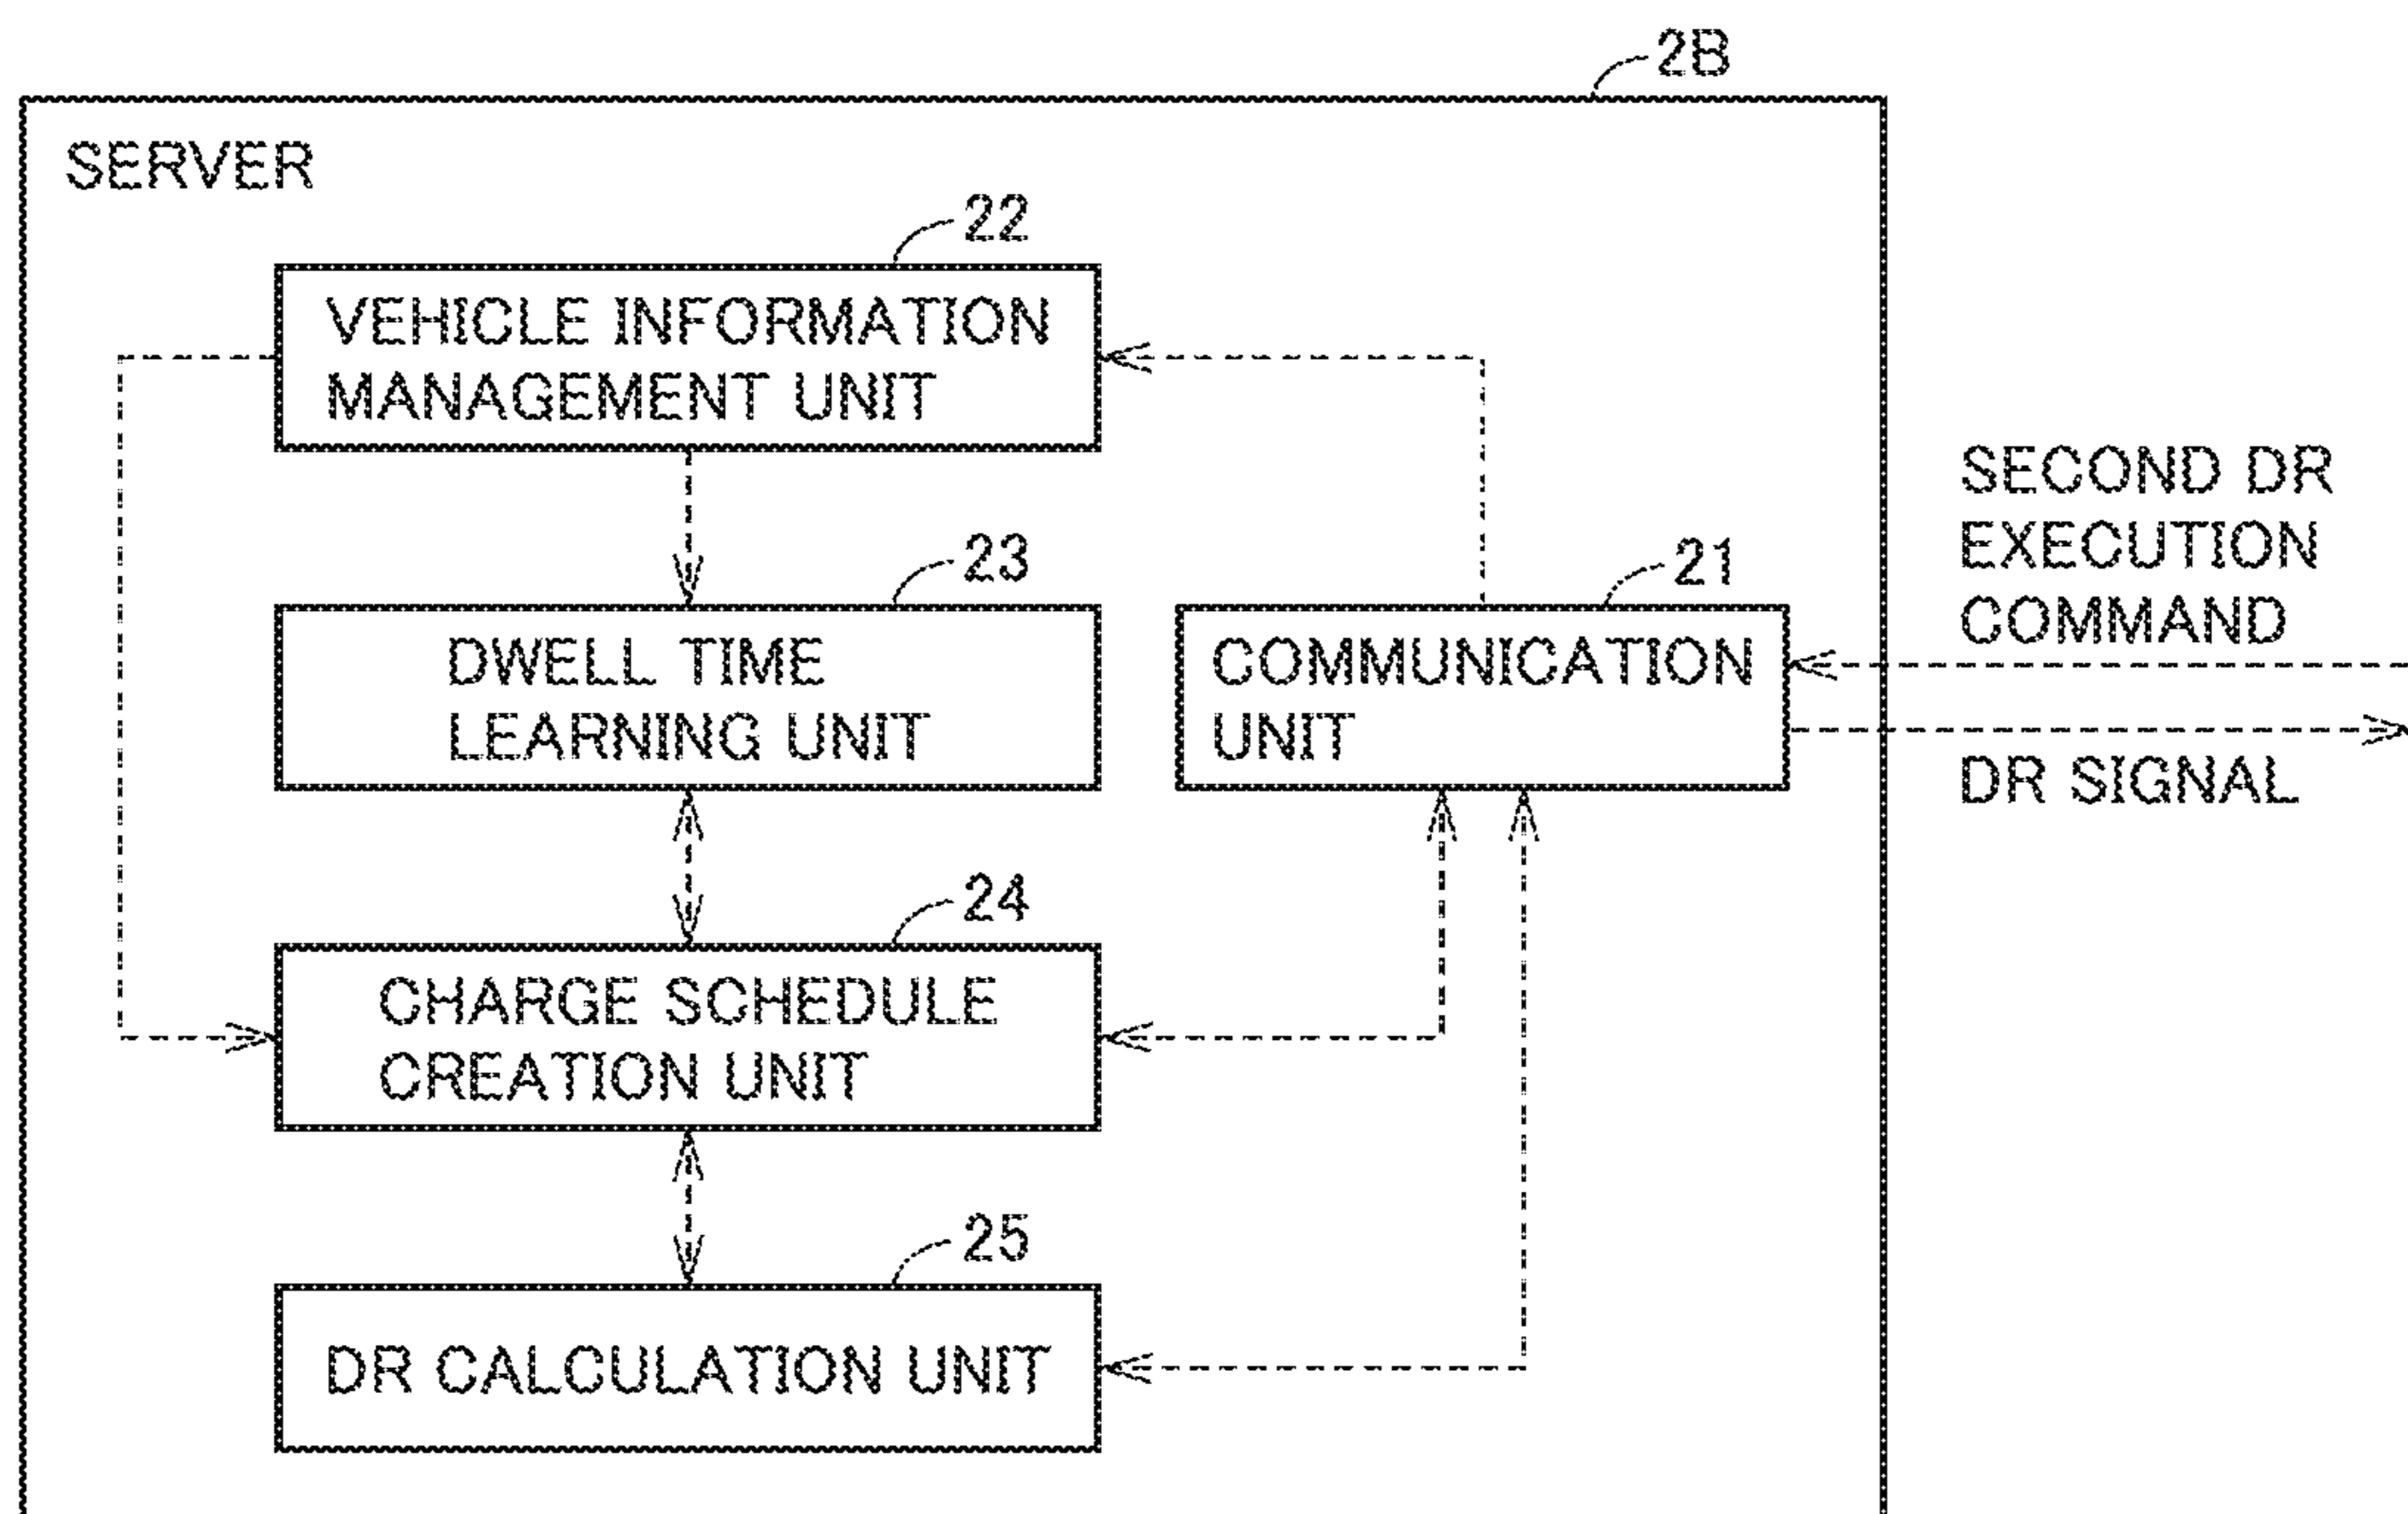 2B
SERVER
22
VEHICLE INFORMATION
MANAGEMENT UNIT
SECOND DR
EXECUTION
COMMAND
23
21
DWELL TIME
LEARNING UNIT
COMMUNICATION
UNIT
DR SIGNAL
24
CHARGE SCHEDULE
CREATION UNIT
25
DR CALCULATION UNIT